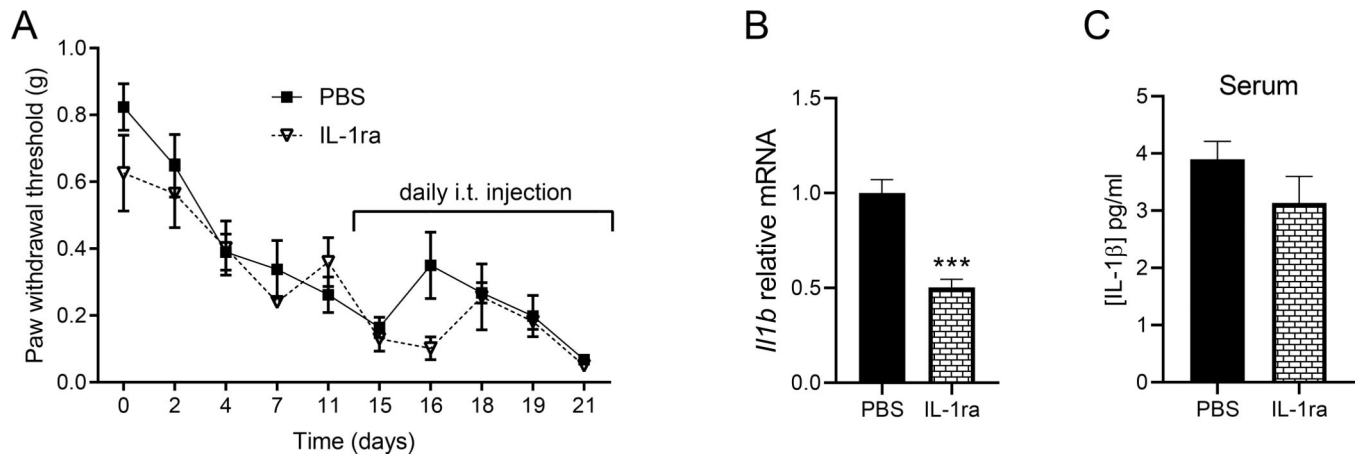 A
Paw withdrawal threshold (g)
1.0
0.8
0.6
0.4
0.2
0.0
PBS
IL-1ra
daily i.t. injection
0 2 4 7 11 15 16 18 19 21
Time (days)
B
Il1b relative mRNA
1.5
1.0
0.5
0.0
***
PBS IL-1ra
C
Serum
[IL-1β] pg/ml
5
4
3
2
1
0
PBS IL-1ra